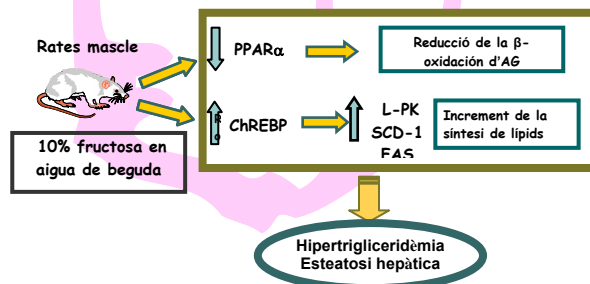 Rates mascle
10% fructosa en
aigua de beguda
PPARα
Reducció de la β-
oxidación d'AG
ChREBP
L-PK
SCD-1
FAS
Increment de la
síntesi de lípids
Hipertrigliceridèmia
Esteatosi hepàtica